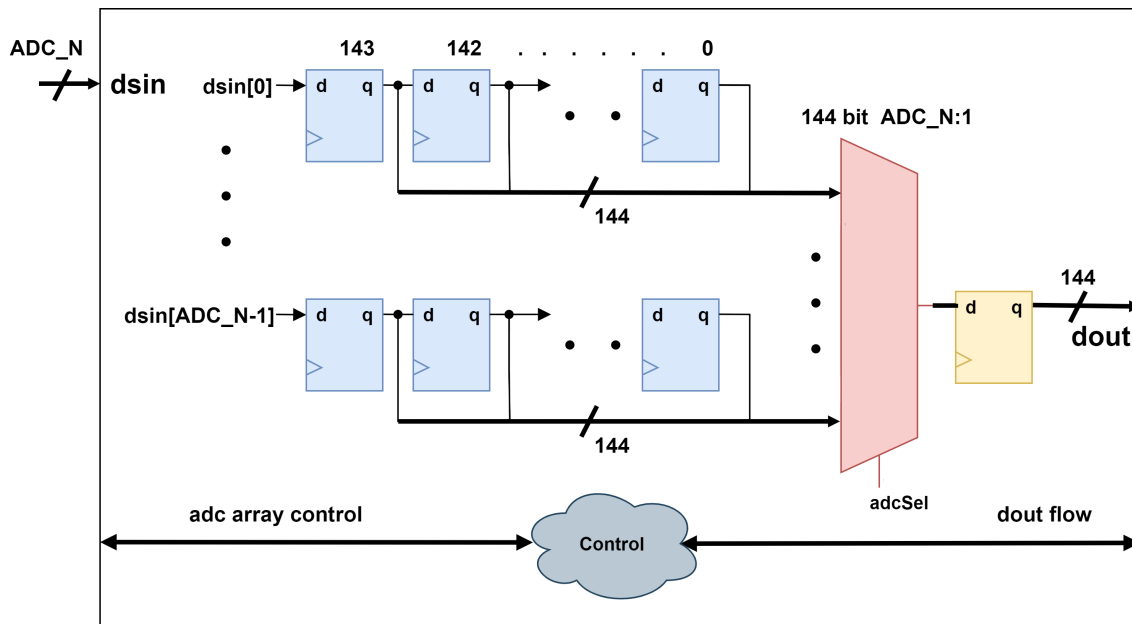 ADC_N
143 142 . . . . . . 0
dsin
dsin[0] d q d q d q
144 bit ADC_N:1
144
144
dsin[ADC_N-1] d q d q d q
d q
dout
144
adc array control
Control
dout flow
adcSel